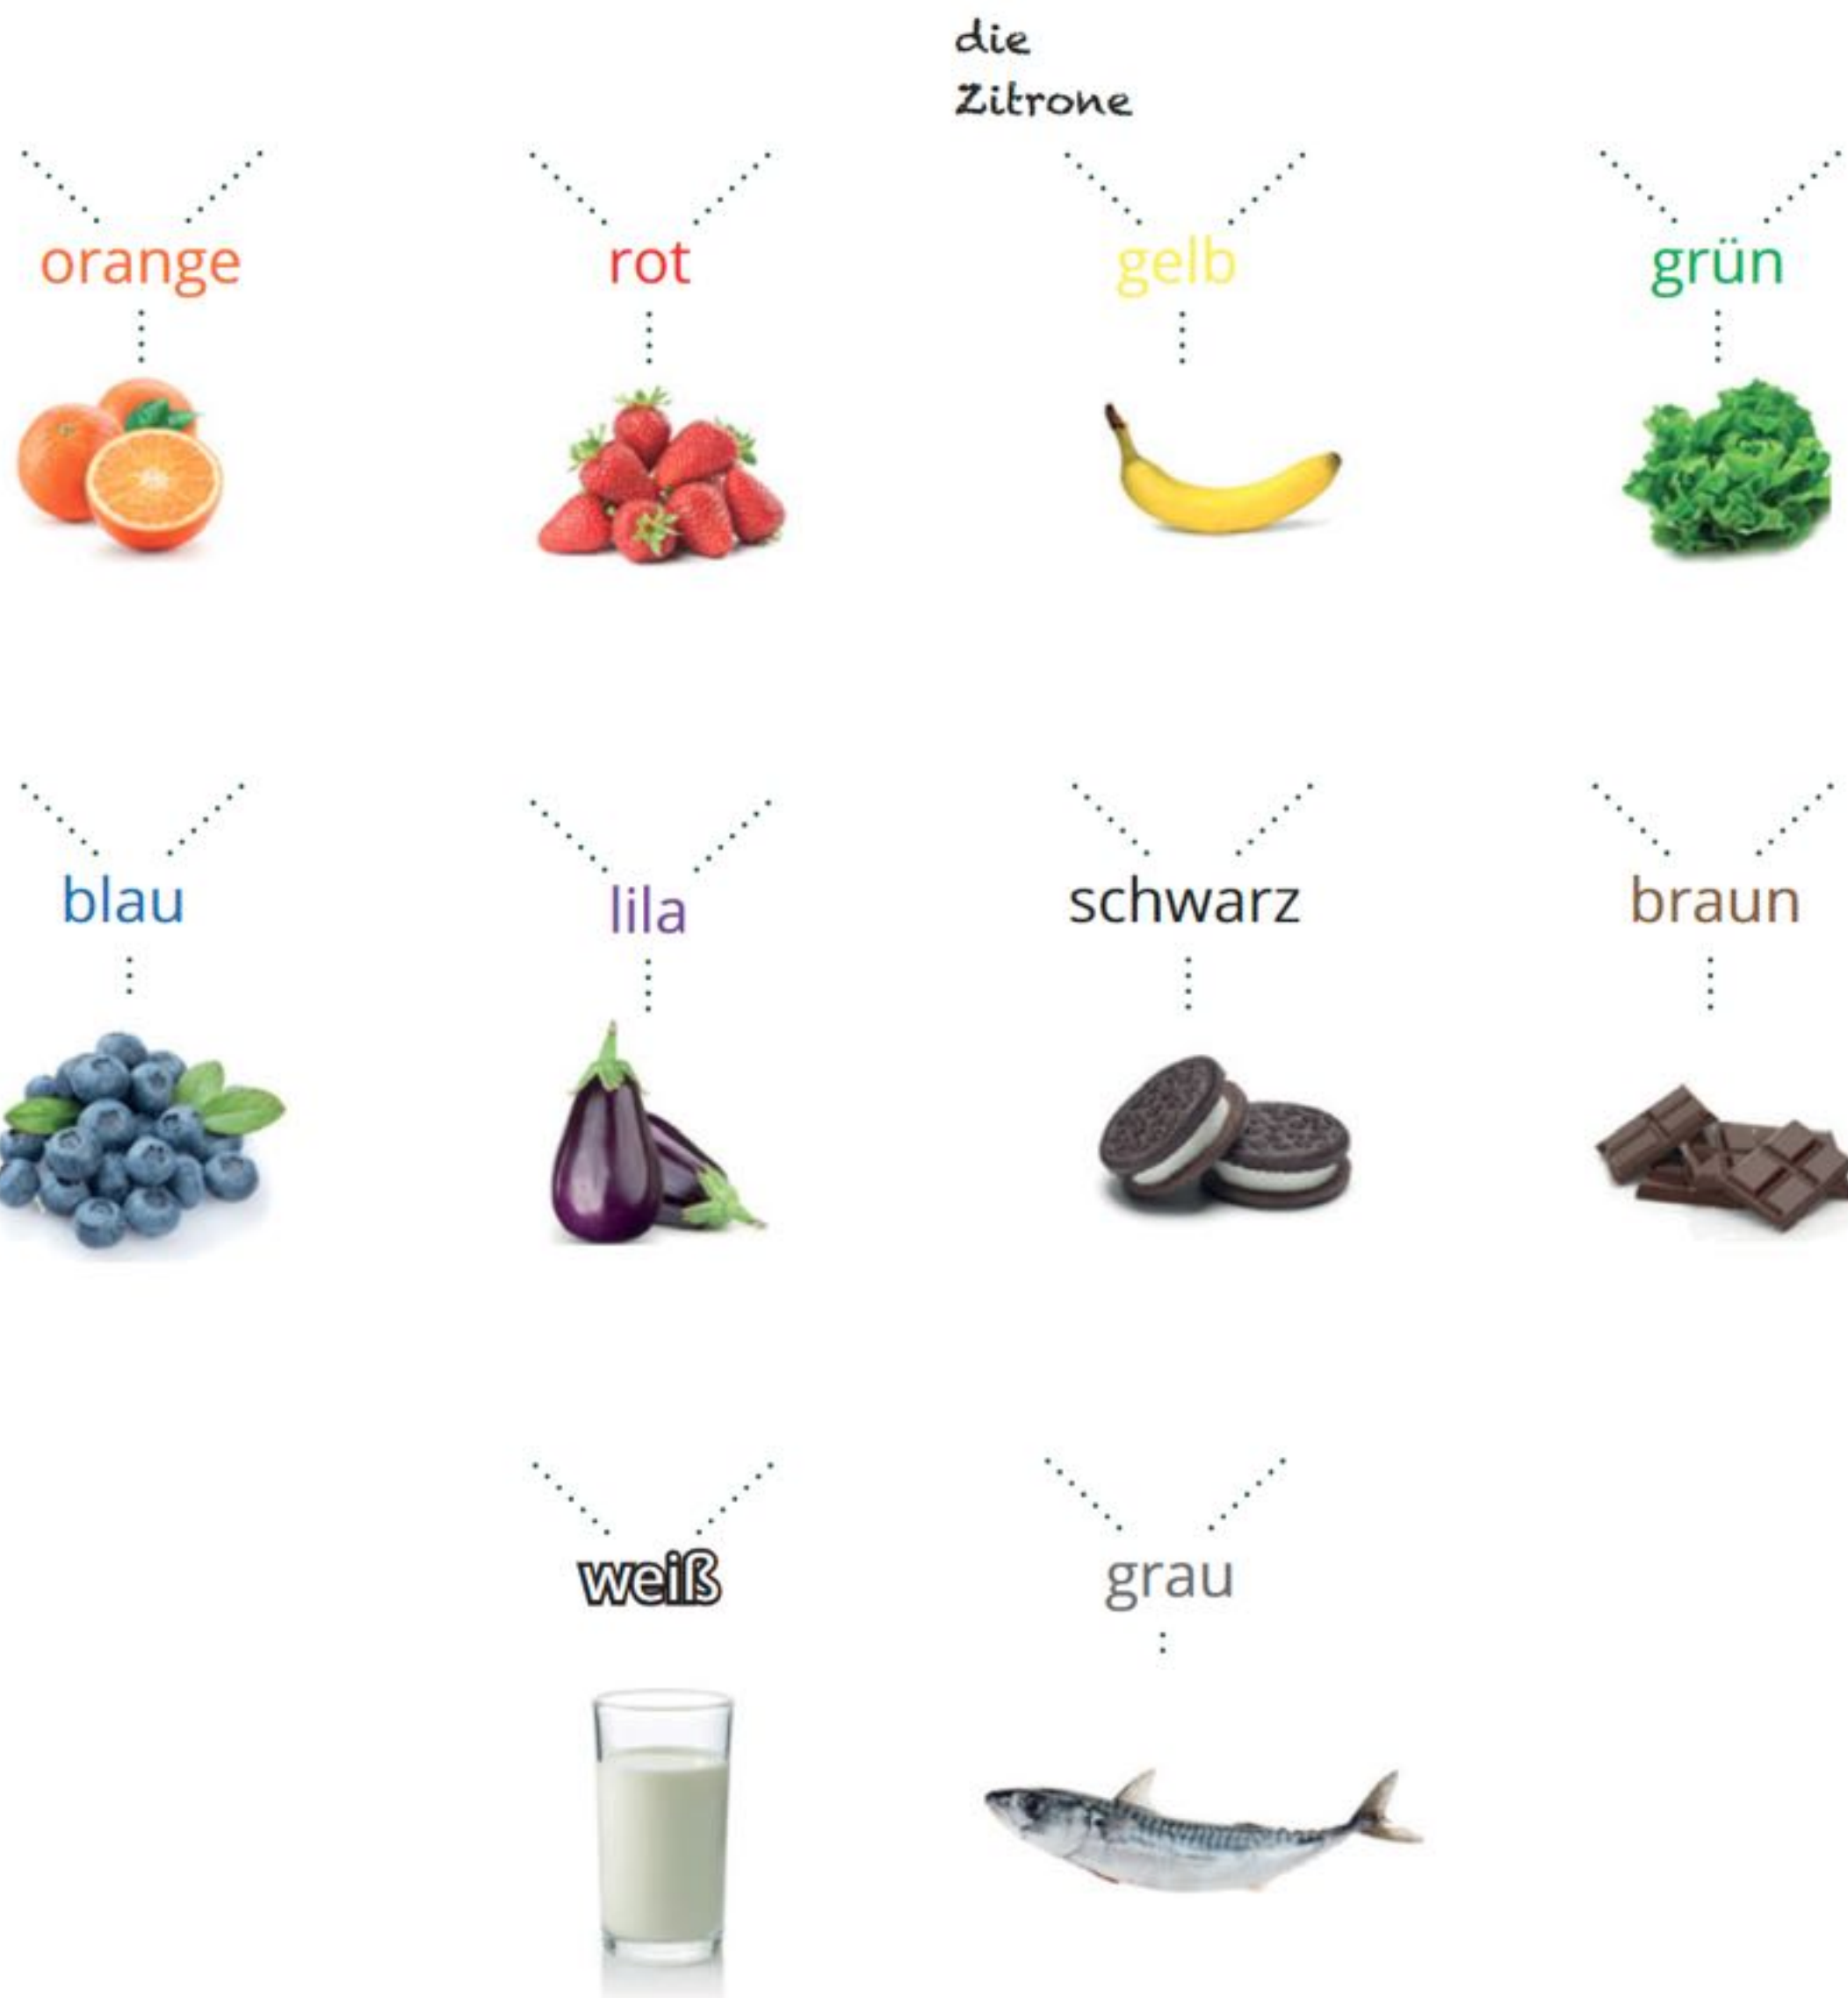 die
Zitrone
orange
rot
gelb
grün
blau
lila
schwarz
braun
weiß
grau